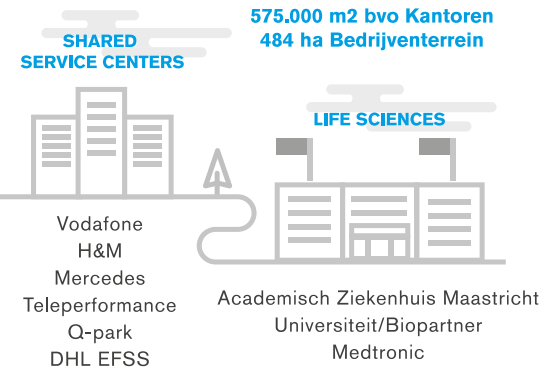 575.000 m2 bvo Kantoren
484 ha Bedrijventerrein
SHARED
SERVICE CENTERS
Vodafone
H&M
Mercedes
Teleperformance
Q-park
DHL EFSS
LIFE SCIENCES
Academisch Ziekenhuis Maastricht
Universiteit/Biopartner
Medtronic